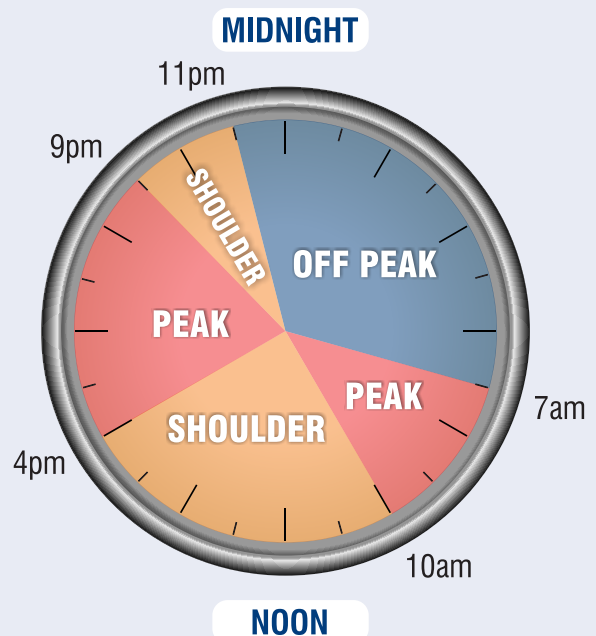 MIDNIGHT
11pm
9pm
SHOULDER
OFF PEAK
PEAK
PEAK
7am
SHOULDER
4pm
10am
NOON